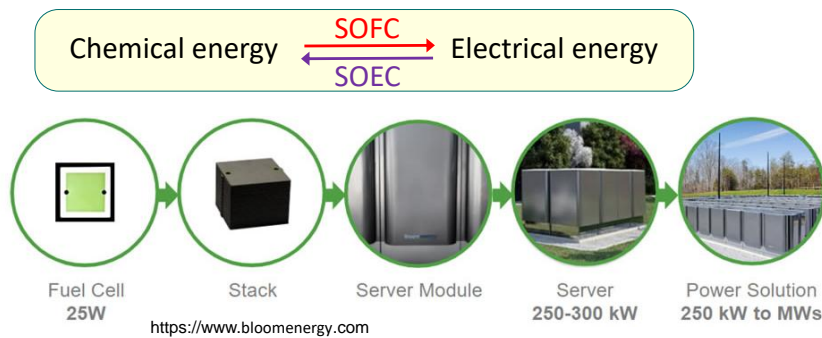 SOFC
Chemical energy Electrical energy
SOEC
Fuel Cell
25W
Stack
Server Module
Server
250-300 kW
Power Solution
250 kW to MWs
https://www.bloomenergy.com